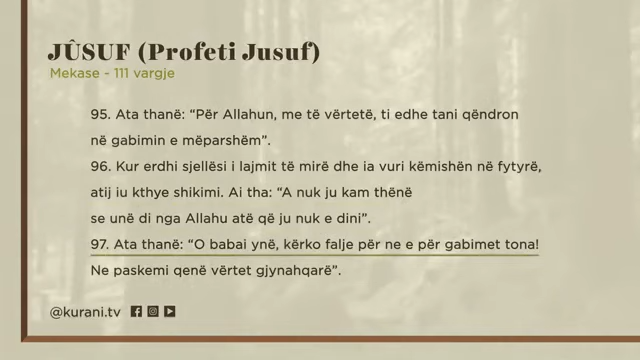 JÛSUF (Profeti Jusuf)
Mekase - 111 vargje
95. Ata thanë: “Për Allahun, me të vërtetë, ti edhe tani qëndron
në gabimin e mëparshëm”.
96. Kur erdhi sjellësi i lajmit të mirë dhe ia vuri këmishën në fytyrë,
atij iu kthye shikimi. Ai tha: “A nuk ju kam thënë
se unë di nga Allahu atë që ju nuk e dini”.
97. Ata thanë: “O babai ynë, kërko falje për ne e për gabimet tona!
Ne paskemi qenë vërtet gjynahqarë”.
@kurani.tv